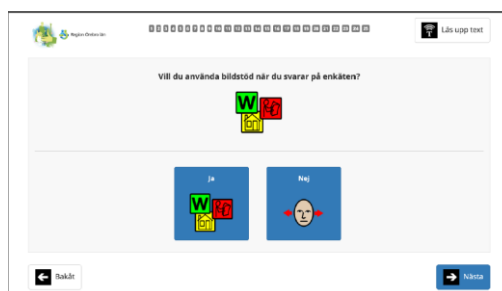 Region Örebro län
Läs upp text
Vill du använda bildstöd när du svarar på enkäten?
W
Ja
Nej
W
Bakåt
Nästa